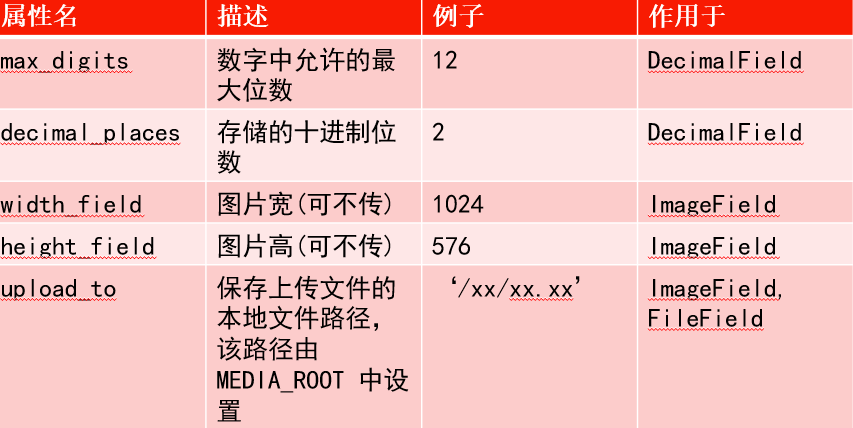 属性名 描述 例子 作用于
max_digits 数字中允许的最 12 DecimalField
大位数
decimal_places 存储的十进制位 2 DecimalField
数
width_field 图片宽(可不传) 1024 ImageField
height_field 图片高(可不传) 576 ImageField
upload_to 保存上传文件的 ‘/xx/xx.xx’ ImageField,
本地文件路径, FileField
该路径由
MEDIA_ROOT 中设
置